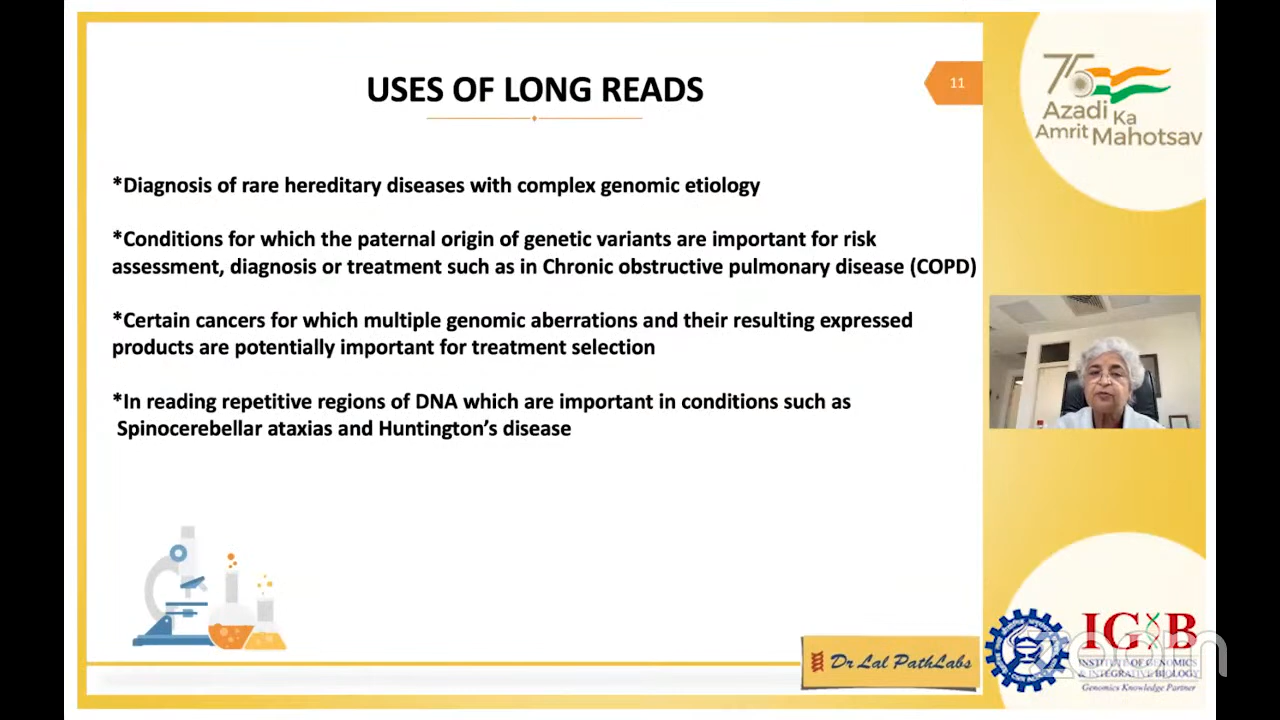 USES OF LONG READS
11
*Diagnosis of rare hereditary diseases with complex genomic etiology
*Conditions for which the paternal origin of genetic variants are important for risk
assessment, diagnosis or treatment such as in Chronic obstructive pulmonary disease (COPD)
*Certain cancers for which multiple genomic aberrations and their resulting expressed
products are potentially important for treatment selection
*In reading repetitive regions of DNA which are important in conditions such as
Spinocerebellar ataxias and Huntington's disease
75
Azadi Ka
Amrit Mahotsav
Dr Lal PathLabs
IGIB
INSTITUTE OF GENOMICS
& INTEGRATIVE BIOLOGY
Genomics Knowledge Partner
zoom